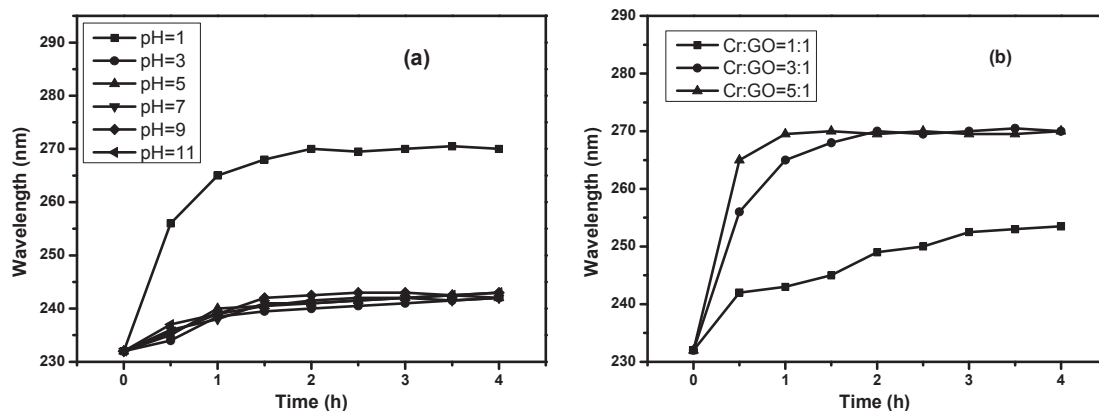 290
280
270
260
250
240
230
Wavelength (nm)
pH=1
pH=3
pH=5
pH=7
pH=9
pH=11
(a)
0
1
2
3
4
Time (h)
290
280
270
260
250
240
230
Wavelength (nm)
Cr:GO=1:1
Cr:GO=3:1
Cr:GO=5:1
(b)
0
1
2
3
4
Time (h)